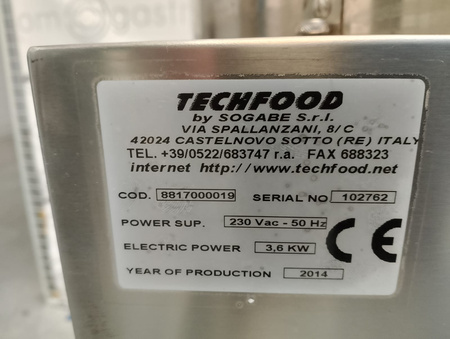 TECHFOOD
by SOGABE S.r.l.
VIA SPALLANZANI, 8/C
42024 CASTELNOVO SOTTO (RE) ITALY
TEL. +39/0522/683747 r.a. FAX 688323
internet http://www.techfood.net
COD. 8817000019 SERIAL NO 102762
POWER SUP. 230 Vac - 50 Hz
ELECTRIC POWER 3,6 KW
CE
YEAR OF PRODUCTION 2014